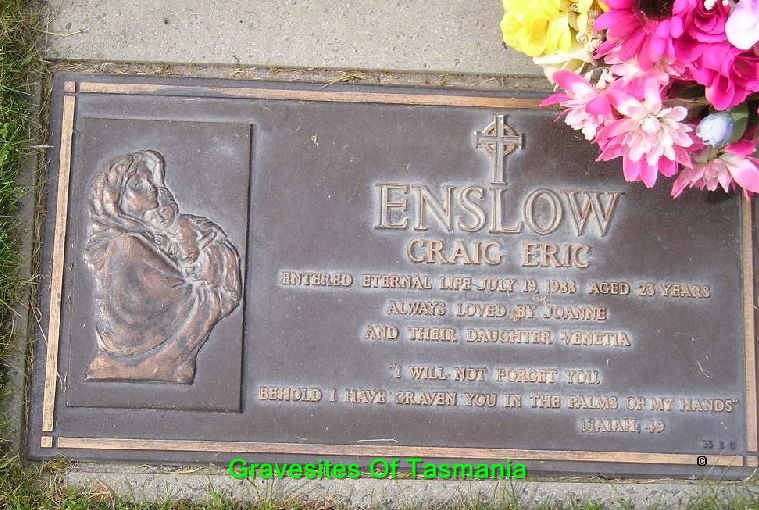 ENSLOW
CRAIG ERIC
ENTERED ETERNAL LIFE JULY 19, 1988 AGED 23 YEARS
ALWAYS LOVED BY JOANNE
AND THEIR DAUGHTER VENETIA
"I WILL NOT FORGET YOU
BEHOLD I HAVE GRAVEN YOU IN THE PALMS OF MY HANDS"
ISAIAH: 49
©
Gravesites Of Tasmania